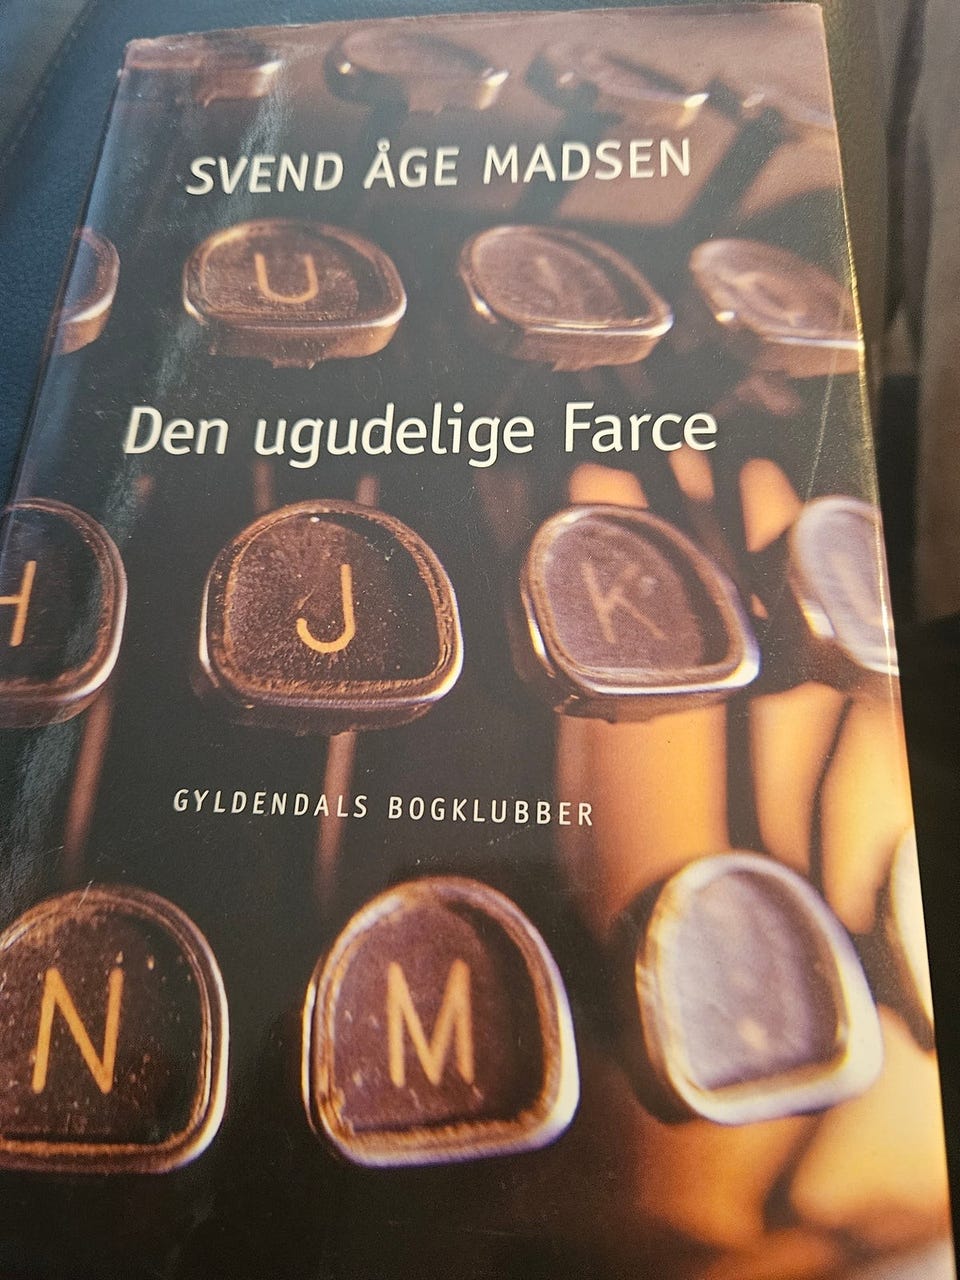 SVEND ÅGE MADSEN
U I
Den ugudelige Farce
H J K
GYLDENDALS BOGKLUBBER
N M